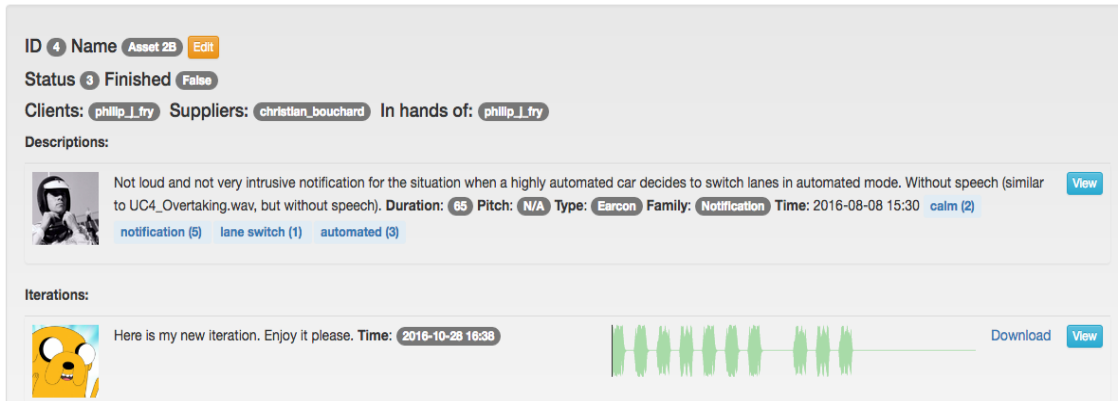 ID 4 Name Asset 2B Edit
Status 3 Finished False
Clients: philip_j_fry Suppliers: christian_bouchard In hands of: philip_j_fry
Descriptions:
Not loud and not very intrusive notification for the situation when a highly automated car decides to switch lanes in automated mode. Without speech (similar View
to UC4_Overtaking.wav, but without speech). Duration: 65 Pitch: N/A Type: Earcon Family: Notification Time: 2016-08-08 15:30 calm (2)
notification (5) lane switch (1) automated (3)
Iterations:
Here is my new iteration. Enjoy it please. Time: 2016-10-28 16:38 Download View